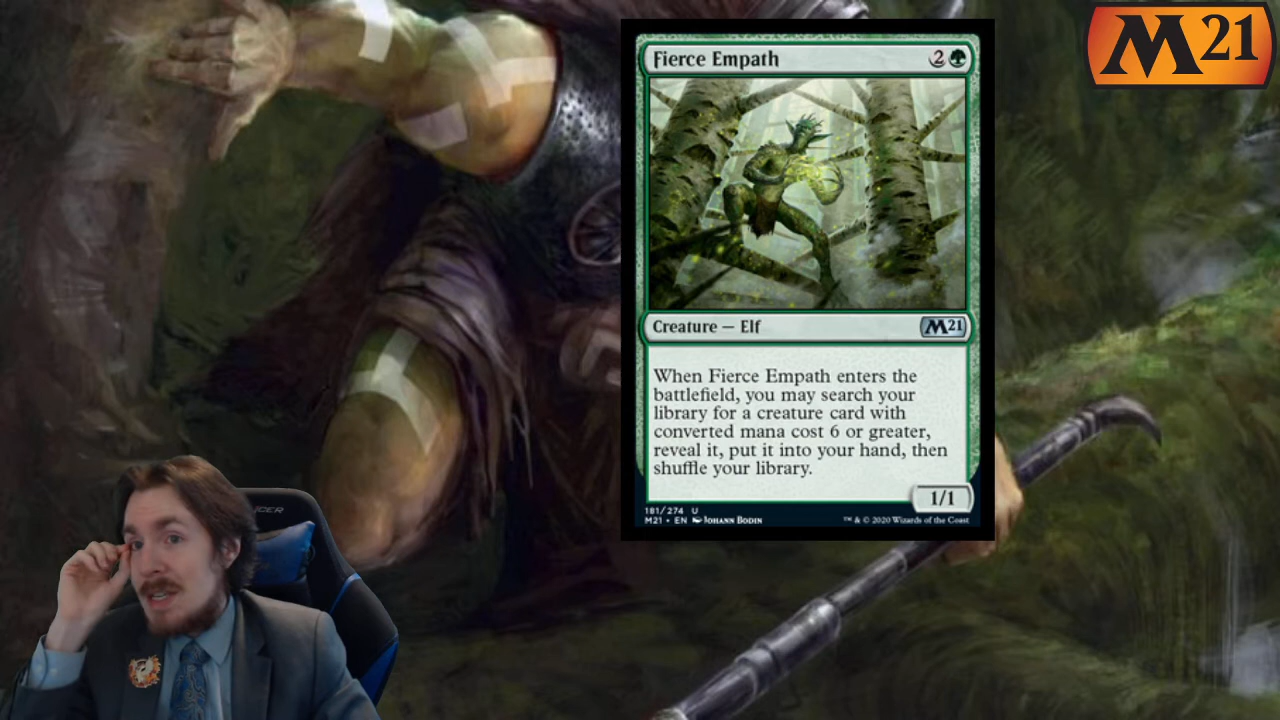 M21
Fierce Empath 2
Creature — Elf M21
When Fierce Empath enters the
battlefield, you may search your
library for a creature card with
converted mana cost 6 or greater,
reveal it, put it into your hand, then
shuffle your library.
1/1
181/274 U
M21 • EN Johann Bodin ™ & © 2020 Wizards of the Coast